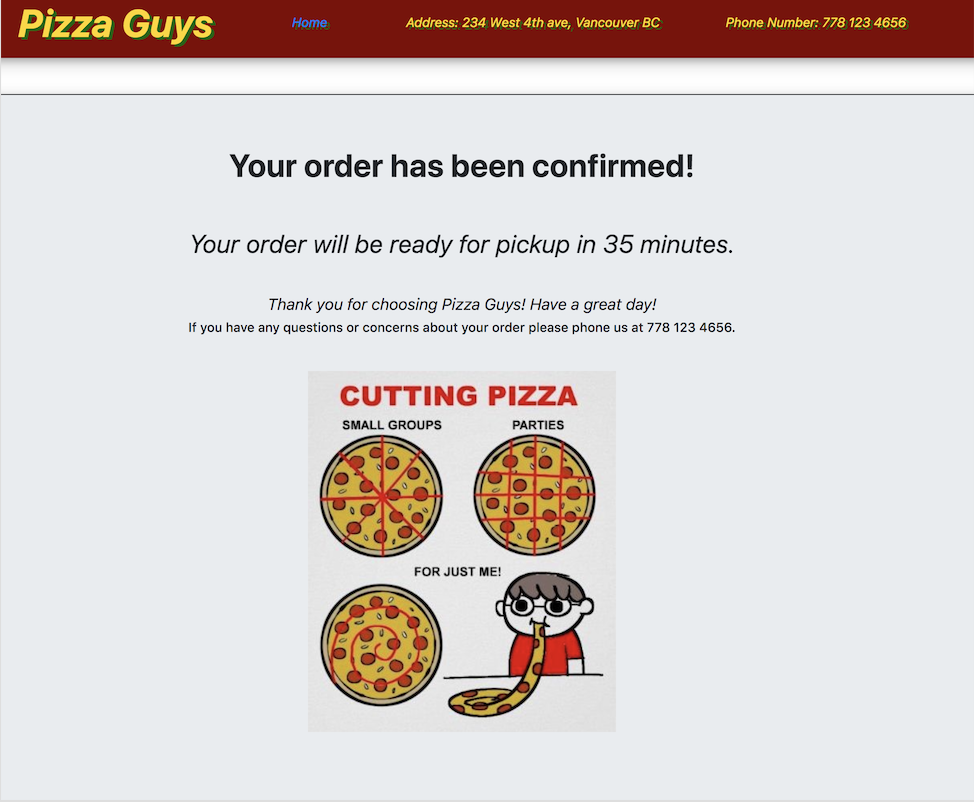 Pizza Guys
Home
Address: 234 West 4th ave, Vancouver BC
Phone Number: 778 123 4656
Your order has been confirmed!
Your order will be ready for pickup in 35 minutes.
Thank you for choosing Pizza Guys! Have a great day!
If you have any questions or concerns about your order please phone us at 778 123 4656.
CUTTING PIZZA
SMALL GROUPS
PARTIES
FOR JUST ME!